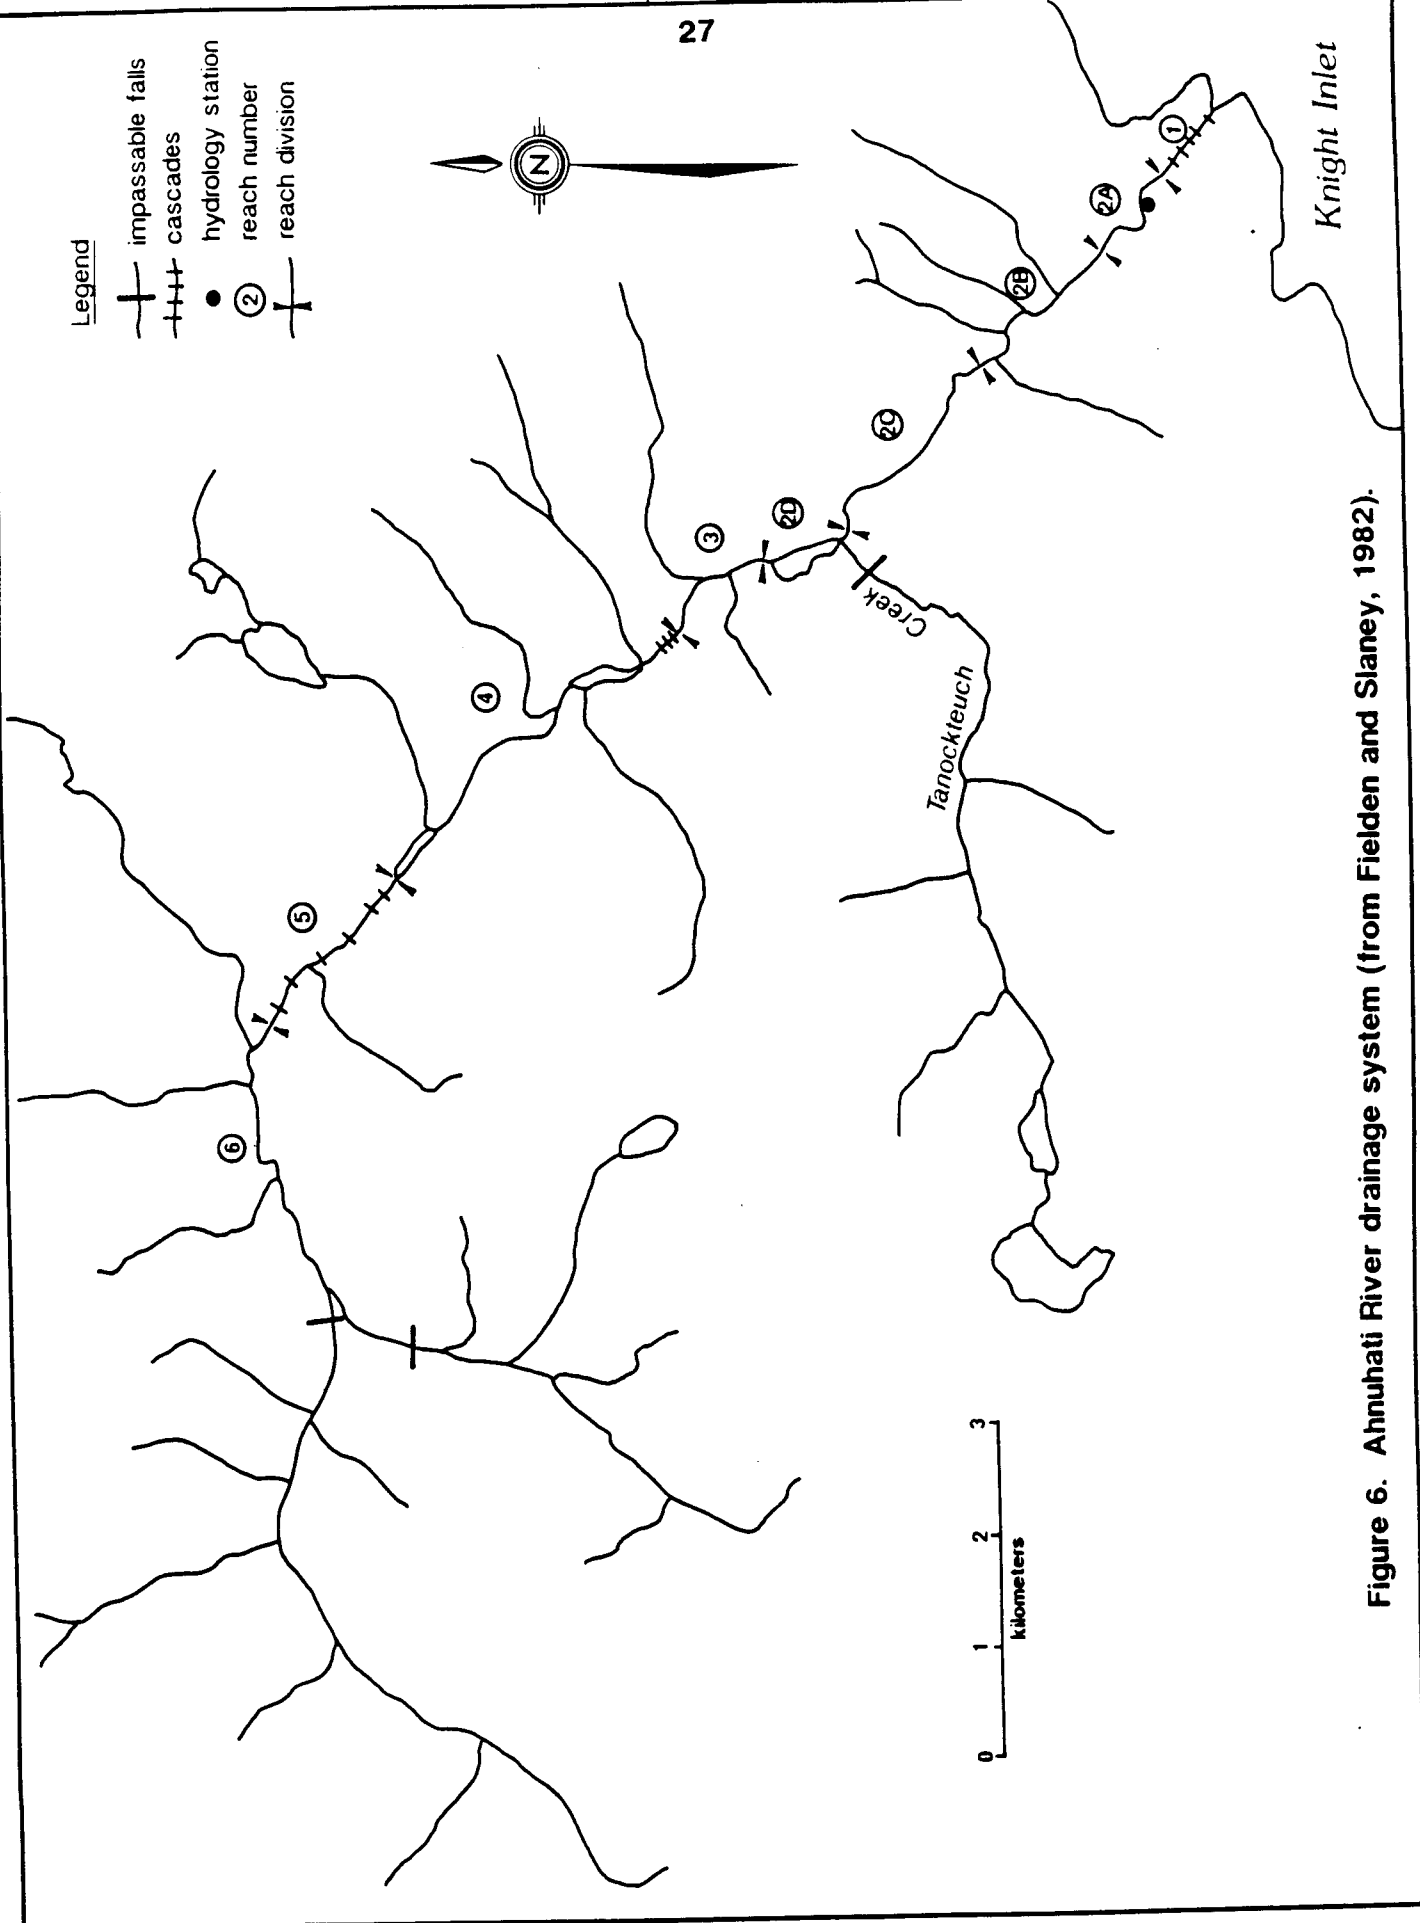 27
Legend
impassable falls
cascades
hydrology station
2 reach number
reach division
N
6
5
4
3
2D
2C
2B
2A
1
Creek
Tanockteuch
Knight Inlet
0 1 2 3
kilometers
Figure 6. Ahnuhati River drainage system (from Fielden and Slaney, 1982).